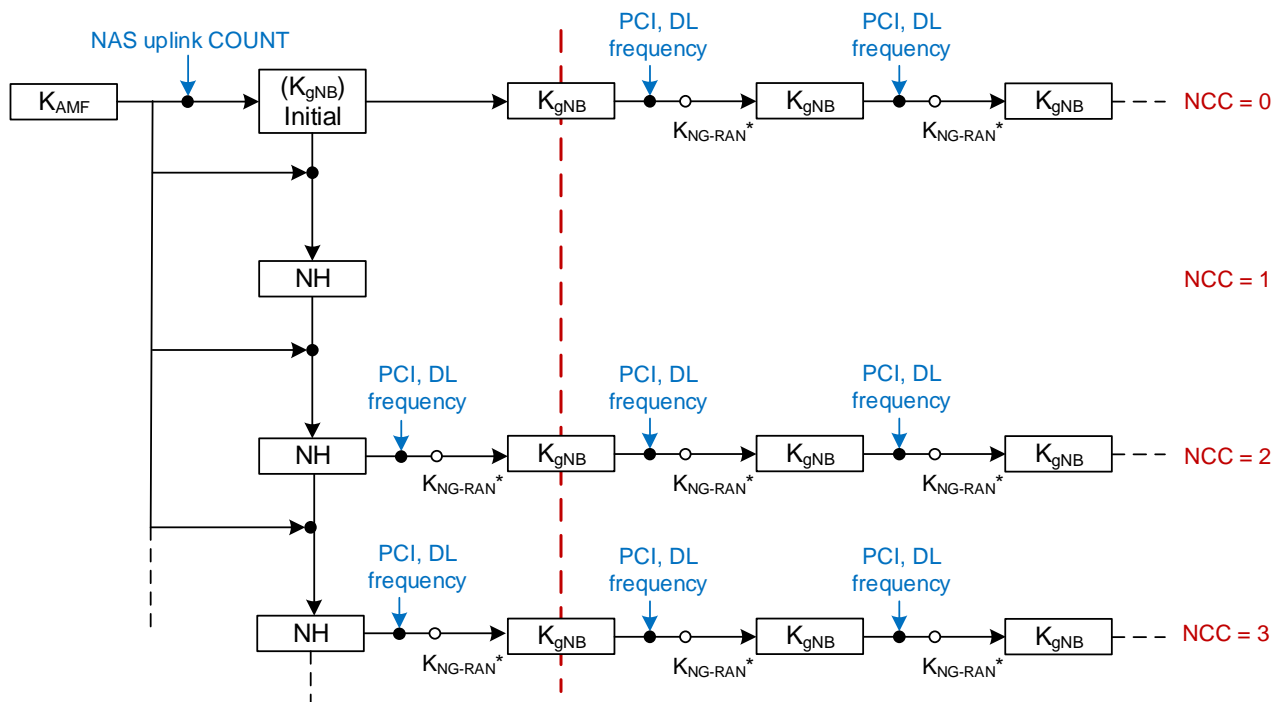 NAS uplink COUNT
PCI, DL
frequency
PCI, DL
frequency
K_AMF
(K_gNB)
Initial
K_gNB
K_NG-RAN*
K_gNB
K_NG-RAN*
K_gNB
NCC = 0
NH
NCC = 1
PCI, DL
frequency
PCI, DL
frequency
PCI, DL
frequency
NH
K_NG-RAN*
K_gNB
K_NG-RAN*
K_gNB
K_NG-RAN*
K_gNB
NCC = 2
PCI, DL
frequency
PCI, DL
frequency
PCI, DL
frequency
NH
K_NG-RAN*
K_gNB
K_NG-RAN*
K_gNB
K_NG-RAN*
K_gNB
NCC = 3